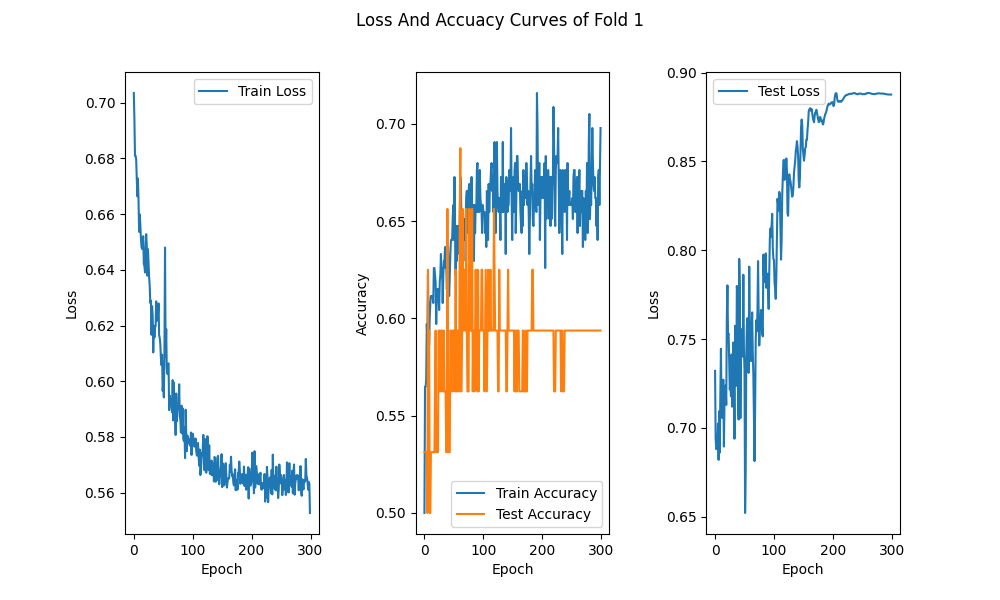 Loss And Accuacy Curves of Fold 1
Train Loss
0.70
0.68
0.66
0.64
0.62
0.60
0.58
0.56
Loss
0
100
200
300
Epoch
0.70
0.65
0.60
0.55
0.50
Accuracy
Train Accuracy
Test Accuracy
0
100
200
300
Epoch
Test Loss
0.90
0.85
0.80
0.75
0.70
0.65
Loss
0
100
200
300
Epoch